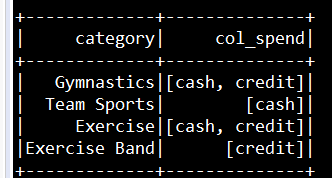 +-------------+--------------+
|     category|     col_spend|
+-------------+--------------+
|   Gymnastics|[cash, credit]|
|  Team Sports|        [cash]|
|     Exercise|[cash, credit]|
|Exercise Band|      [credit]|
+-------------+--------------+